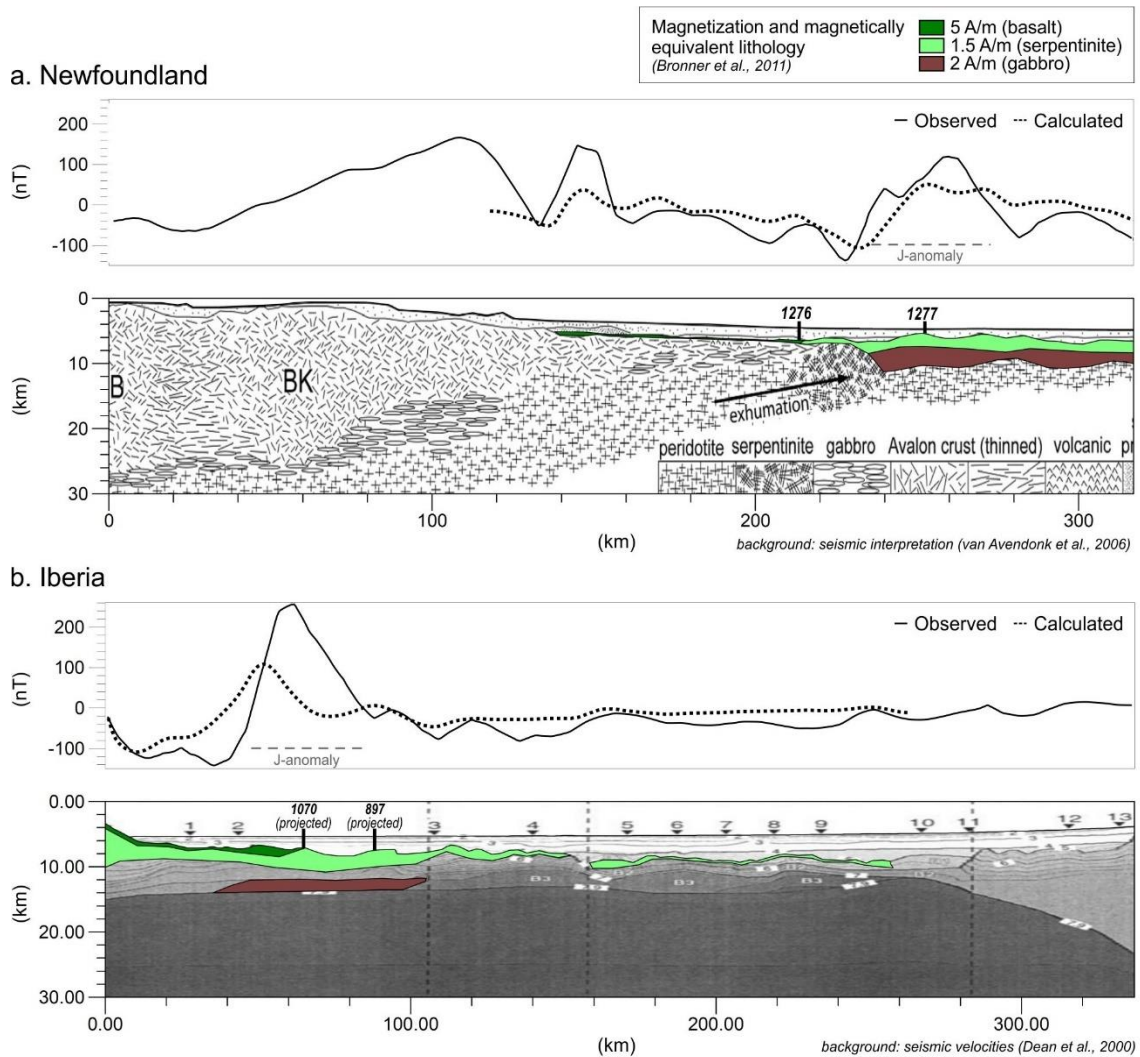 Magnetization and magnetically
equivalent lithology
(Bronner et al., 2011)
5 A/m (basalt)
1.5 A/m (serpentinite)
2 A/m (gabbro)
a. Newfoundland
200
100
0
-100
(nT)
— Observed ··· Calculated
J-anomaly
0
10
20
30
(km)
B
BK
1276
1277
exhumation
peridotite serpentinite gabbro Avalon crust (thinned) volcanic
0 100 200 300
(km)
background: seismic interpretation (van Avendonk et al., 2006)
b. Iberia
200
100
0
-100
(nT)
— Observed ··· Calculated
J-anomaly
0.00
10.00
20.00
30.00
(km)
1070
(projected)
897
(projected)
1 2 3 4 5 6 7 8 9 10 11 12 13
B3 B3
0.00 100.00 200.00 300.00
(km)
background: seismic velocities (Dean et al., 2000)